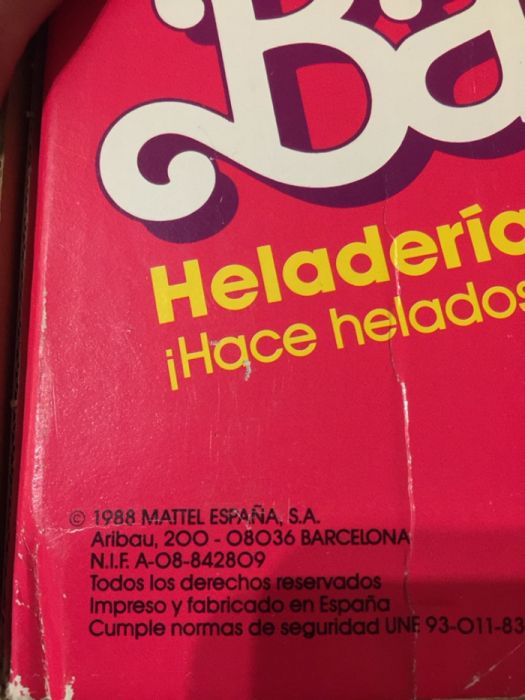 Ba
Heladería
¡Hace helados
© 1988 MATTEL ESPAÑA, S.A.
Aribau, 200 - 08036 BARCELONA
N.I.F. A-08-842809
Todos los derechos reservados
Impreso y fabricado en España
Cumple normas de seguridad UNE 93-011-83